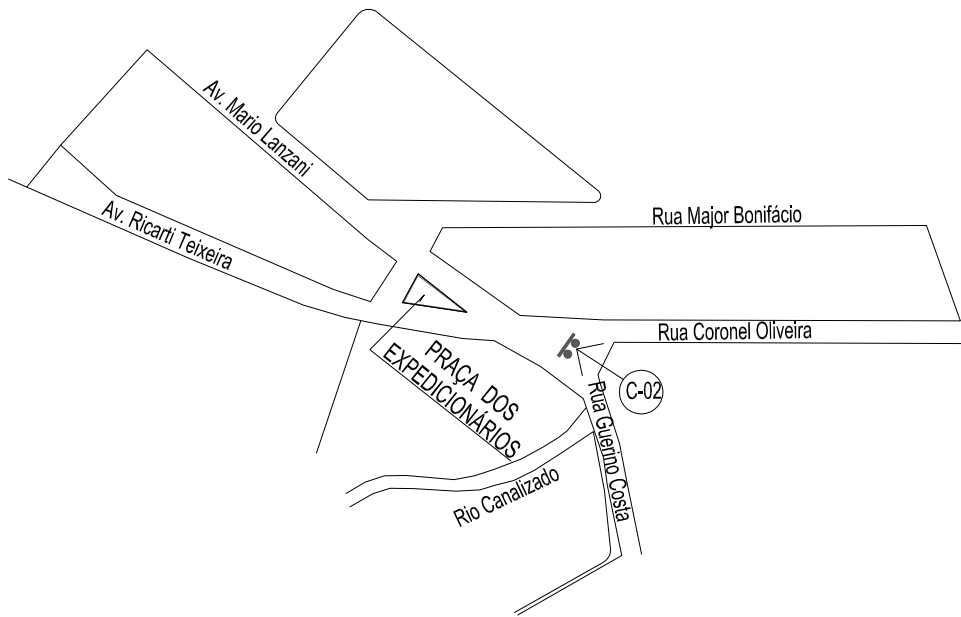 Av. Mario Lanzani
Av. Ricarti Teixeira
Rua Major Bonifácio
Rua Coronel Oliveira
PRAÇA DOS
EXPEDICIONÁRIOS
C-02
Rua Guerino Costa
Rio Canalizado